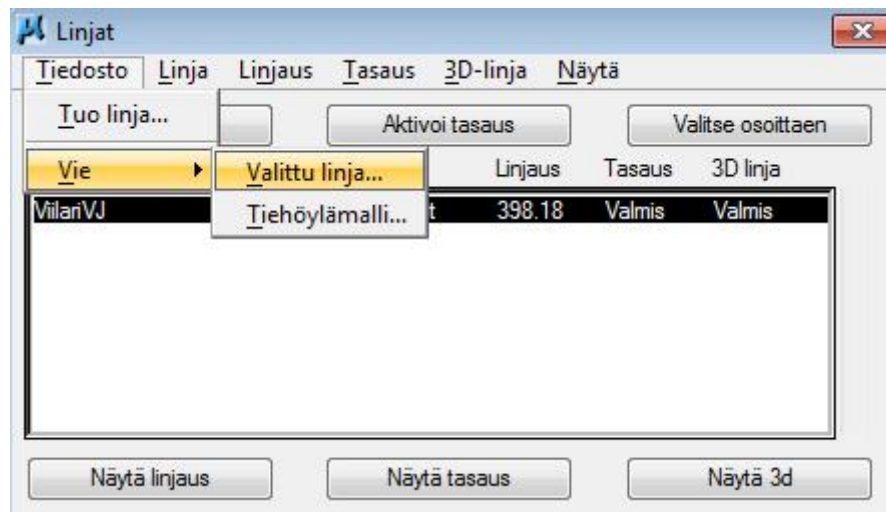 Linjat
Tiedosto Linja Linjaus Tasaus 3D-linja Näytä
Tuo linja...
Aktivoi tasaus
Valitse osoittaen
Vie
Valittu linja...
Linjaus Tasaus 3D linja
ViilariVJ
Tiehöylämalli...
398.18 Valmis Valmis
Näytä linjaus
Näytä tasaus
Näytä 3d